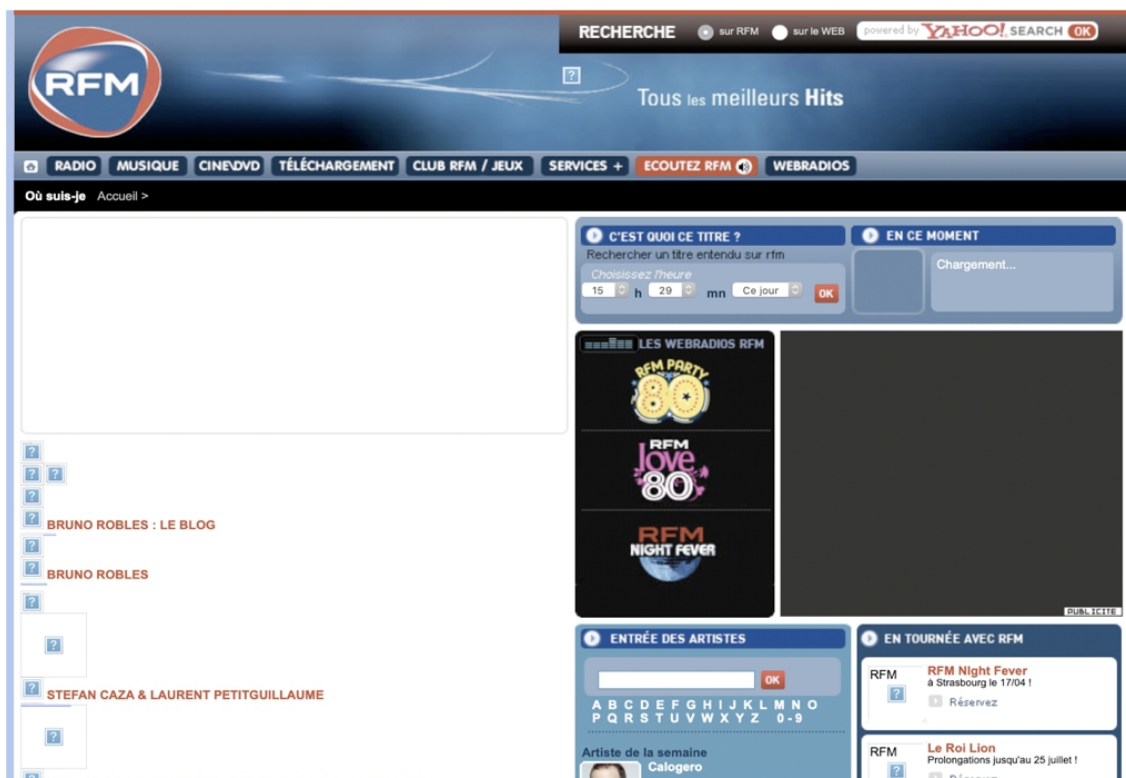 RECHERCHE sur RFM sur le WEB powered by YAHOO! SEARCH OK
RFM
Tous les meilleurs Hits
RADIO MUSIQUE CINE\DVD TÉLÉCHARGEMENT CLUB RFM / JEUX SERVICES + ECOUTEZ RFM WEBRADIOS
Où suis-je Accueil >
C'EST QUOI CE TITRE ?
Rechercher un titre entendu sur rfm
Choisissez l'heure
15 h 29 mn Ce jour OK
EN CE MOMENT
Chargement...
LES WEBRADIOS RFM
RFM PARTY
80
RFM
love
80
RFM
NIGHT FEVER
PUBLICITE
BRUNO ROBLES : LE BLOG
BRUNO ROBLES
STEFAN CAZA & LAURENT PETITGUILLAUME
ENTRÉE DES ARTISTES
OK
A B C D E F G H I J K L M N O
P Q R S T U V W X Y Z 0-9
Artiste de la semaine
Calogero
EN TOURNÉE AVEC RFM
RFM
RFM NIght Fever
à Strasbourg le 17/04 !
Réservez
RFM
Le Roi Lion
Prolongations jusqu'au 25 juillet !
Réservez